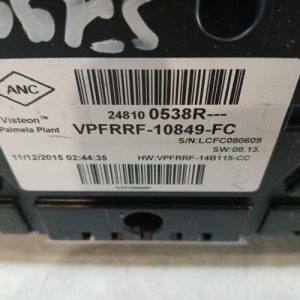 ANC
Visteon™
Palmela Plant
24810 0538R---
VPFRRF-10849-FC
S/N:LCFC080609
SW:08.13.
11/12/2015 02:44:35
HW:VPFRRF-14B115-CC
*LCFC080609*